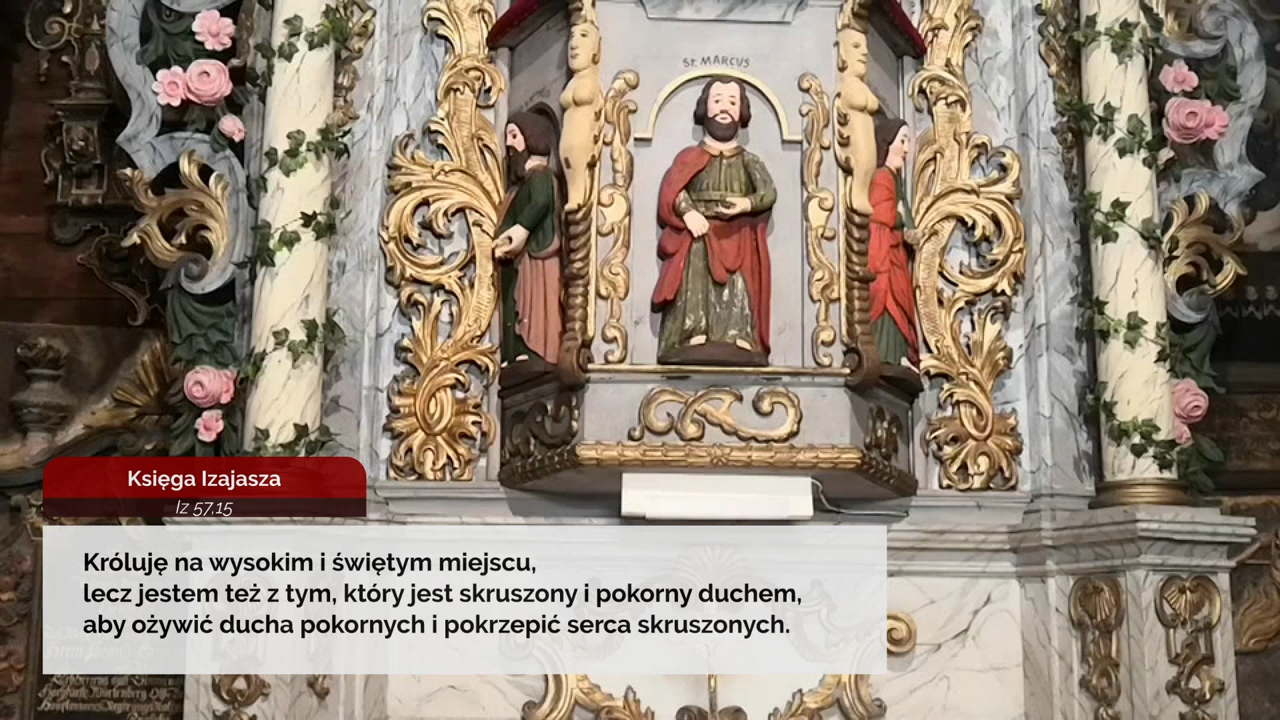 St. MARCUS
Księga Izajasza
Iz 57,15
Króluję na wysokim i świętym miejscu,
lecz jestem też z tym, który jest skruszony i pokorny duchem,
aby ożywić ducha pokornych i pokrzepić serca skruszonych.